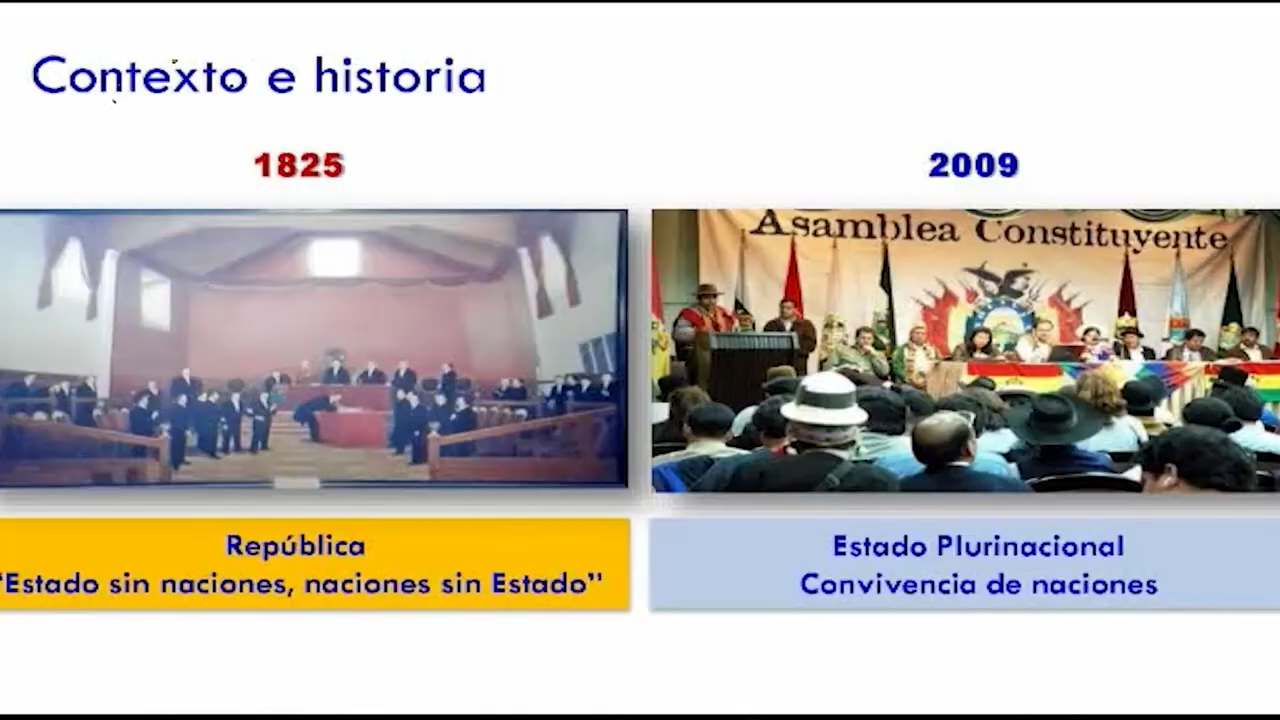 Contexto e historia
1825
2009
Asamblea Constituyente
República
"Estado sin naciones, naciones sin Estado"
Estado Plurinacional
Convivencia de naciones